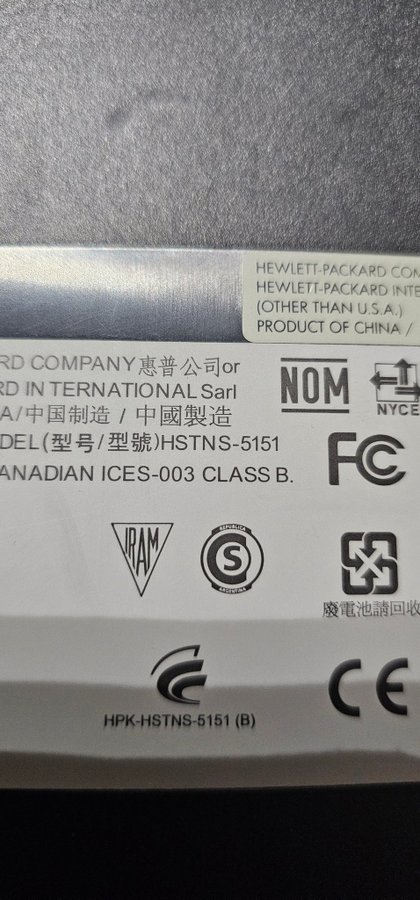 HEWLETT-PACKARD COM
HEWLETT-PACKARD INTE
(OTHER THAN U.S.A.)
PRODUCT OF CHINA /
RD COMPANY惠普公司or
RD IN TERNATIONAL Sarl
A/中国制造 / 中國製造
DEL(型号/型號)HSTNS-5151
ANADIAN ICES-003 CLASS B.
NOM
NYCE
FC
IRAM
REPUBLICA
S
ARGENTINA
廢電池請回收
CE
HPK-HSTNS-5151 (B)